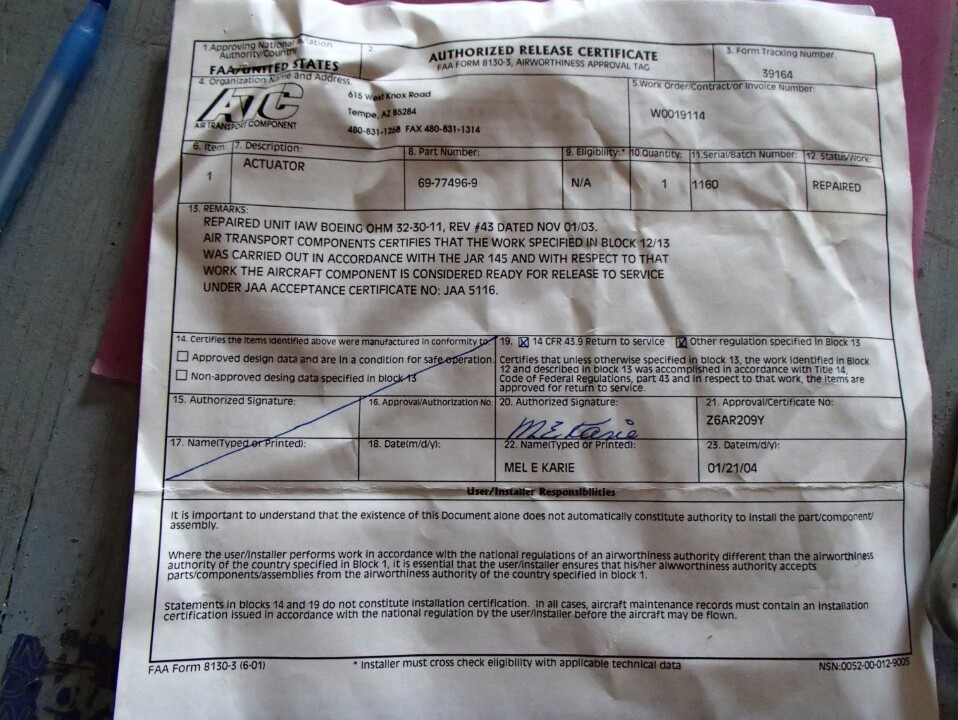 1.Approving National Aviation
Authority/Country
FAA/UNITED STATES
2.
AUTHORIZED RELEASE CERTIFICATE
FAA FORM 8130-3, AIRWORTHINESS APPROVAL TAG
3. Form Tracking Number.
39164
4. Organization Name and Address
ATC
AIR TRANSPORT COMPONENT
615 West Knox Road
Tempe, AZ 85284
480-831-1268 FAX 480-831-1314
5.Work Order/Contract/or Invoice Number:
W0019114
6. Item:
1
7. Description:
ACTUATOR
8. Part Number:
69-77496-9
9. Eligibility:*
N/A
10.Quantity:
1
11.Serial/Batch Number:
1160
12. Status/Work:
REPAIRED
13. REMARKS:
REPAIRED UNIT IAW BOEING OHM 32-30-11, REV #43 DATED NOV 01/03.
AIR TRANSPORT COMPONENTS CERTIFIES THAT THE WORK SPECIFIED IN BLOCK 12/13
WAS CARRIED OUT IN ACCORDANCE WITH THE JAR 145 AND WITH RESPECT TO THAT
WORK THE AIRCRAFT COMPONENT IS CONSIDERED READY FOR RELEASE TO SERVICE
UNDER JAA ACCEPTANCE CERTIFICATE NO: JAA 5116.
14. Certifies the items identified above were manufactured in conformity to:
Approved design data and are in a condition for safe operation.
Non-approved desing data specified in block 13
19. 14 CFR 43.9 Return to service Other regulation specified in Block 13
Certifies that unless otherwise specified in block 13, the work identified in Block
12 and described in block 13 was accomplished in accordance with Title 14,
Code of Federal Regulations, part 43 and in respect to that work, the items are
approved for return to service.
15. Authorized Signature:
16. Approval/Authorization No.
20. Authorized Signature:
M E Karie
21. Approval/Certificate No:
Z6AR209Y
17. Name(Typed or Printed):
18. Date(m/d/y):
22. Name(Typed or Printed):
MEL E KARIE
23. Date(m/d/y):
01/21/04
User/Installer Responsibilities
It is important to understand that the existence of this Document alone does not automatically constitute authority to install the part/component/
assembly.
Where the user/installer performs work in accordance with the national regulations of an airworthiness authority different than the airworthiness
authority of the country specified in Block 1, it is essential that the user/installer ensures that his/her aiwworthiness authority accepts
parts/components/assemblies from the airworthiness authority of the country specified in block 1.
Statements in blocks 14 and 19 do not constitute installation certification. In all cases, aircraft maintenance records must contain an installation
certification issued in accordance with the national regulation by the user/installer before the aircraft may be flown.
FAA Form 8130-3 (6-01)
* Installer must cross check eligibility with applicable technical data
NSN:0052-00-012-9005